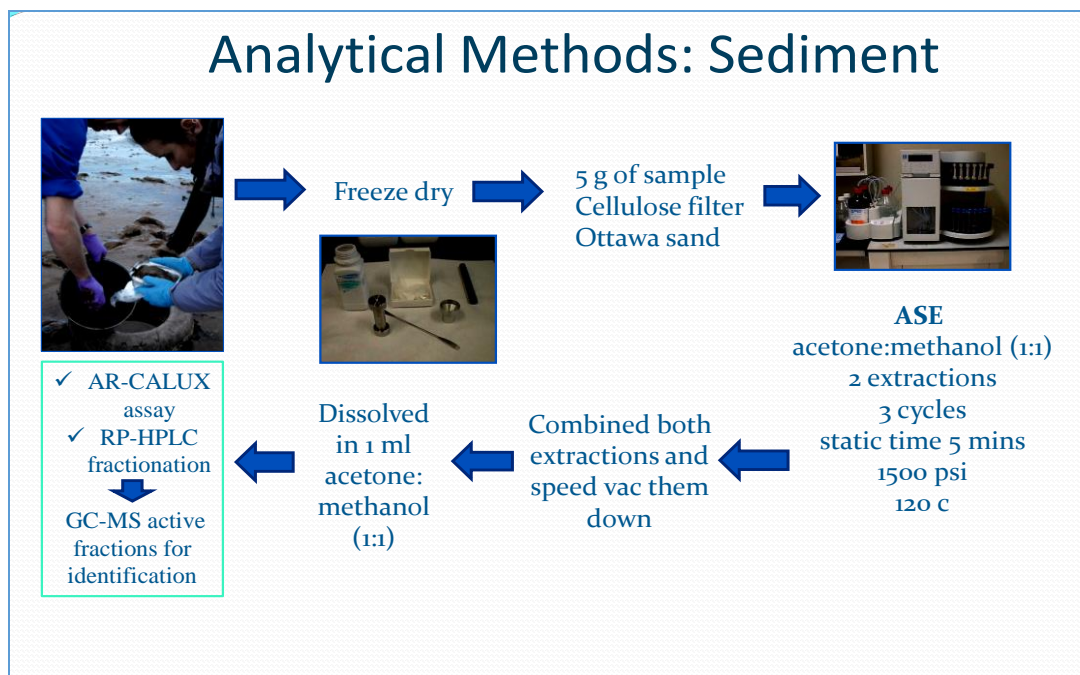 Analytical Methods: Sediment
Freeze dry
5 g of sample
Cellulose filter
Ottawa sand
ASE
acetone:methanol (1:1)
2 extractions
3 cycles
static time 5 mins
1500 psi
120 c
Combined both
extractions and
speed vac them
down
Dissolved
in 1 ml
acetone:
methanol
(1:1)
✓ AR-CALUX
assay
✓ RP-HPLC
fractionation
GC-MS active
fractions for
identification